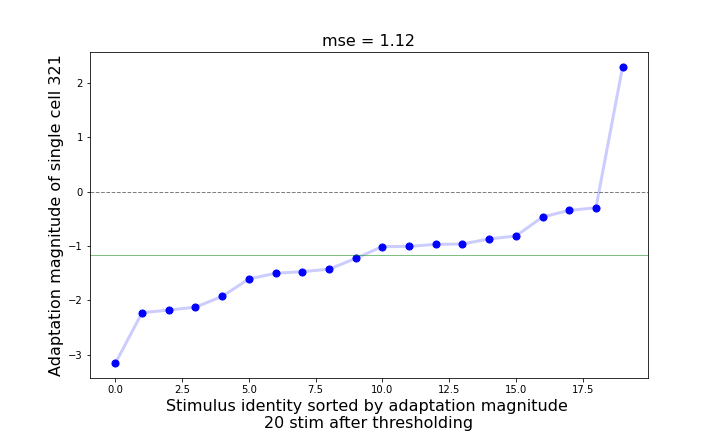 mse = 1.12
Adaptation magnitude of single cell 321
2
1
0
−1
−2
−3
0.0 2.5 5.0 7.5 10.0 12.5 15.0 17.5
Stimulus identity sorted by adaptation magnitude
20 stim after thresholding